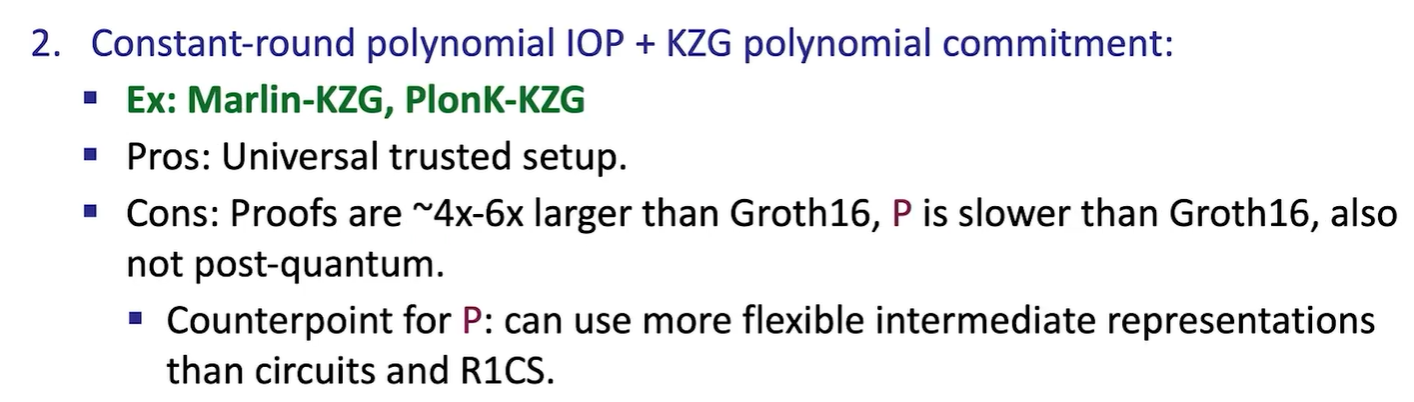 2. Constant-round polynomial IOP + KZG polynomial commitment:
▪ Ex: Marlin-KZG, PlonK-KZG
▪ Pros: Universal trusted setup.
▪ Cons: Proofs are ~4x-6x larger than Groth16, P is slower than Groth16, also
not post-quantum.
▪ Counterpoint for P: can use more flexible intermediate representations
than circuits and R1CS.